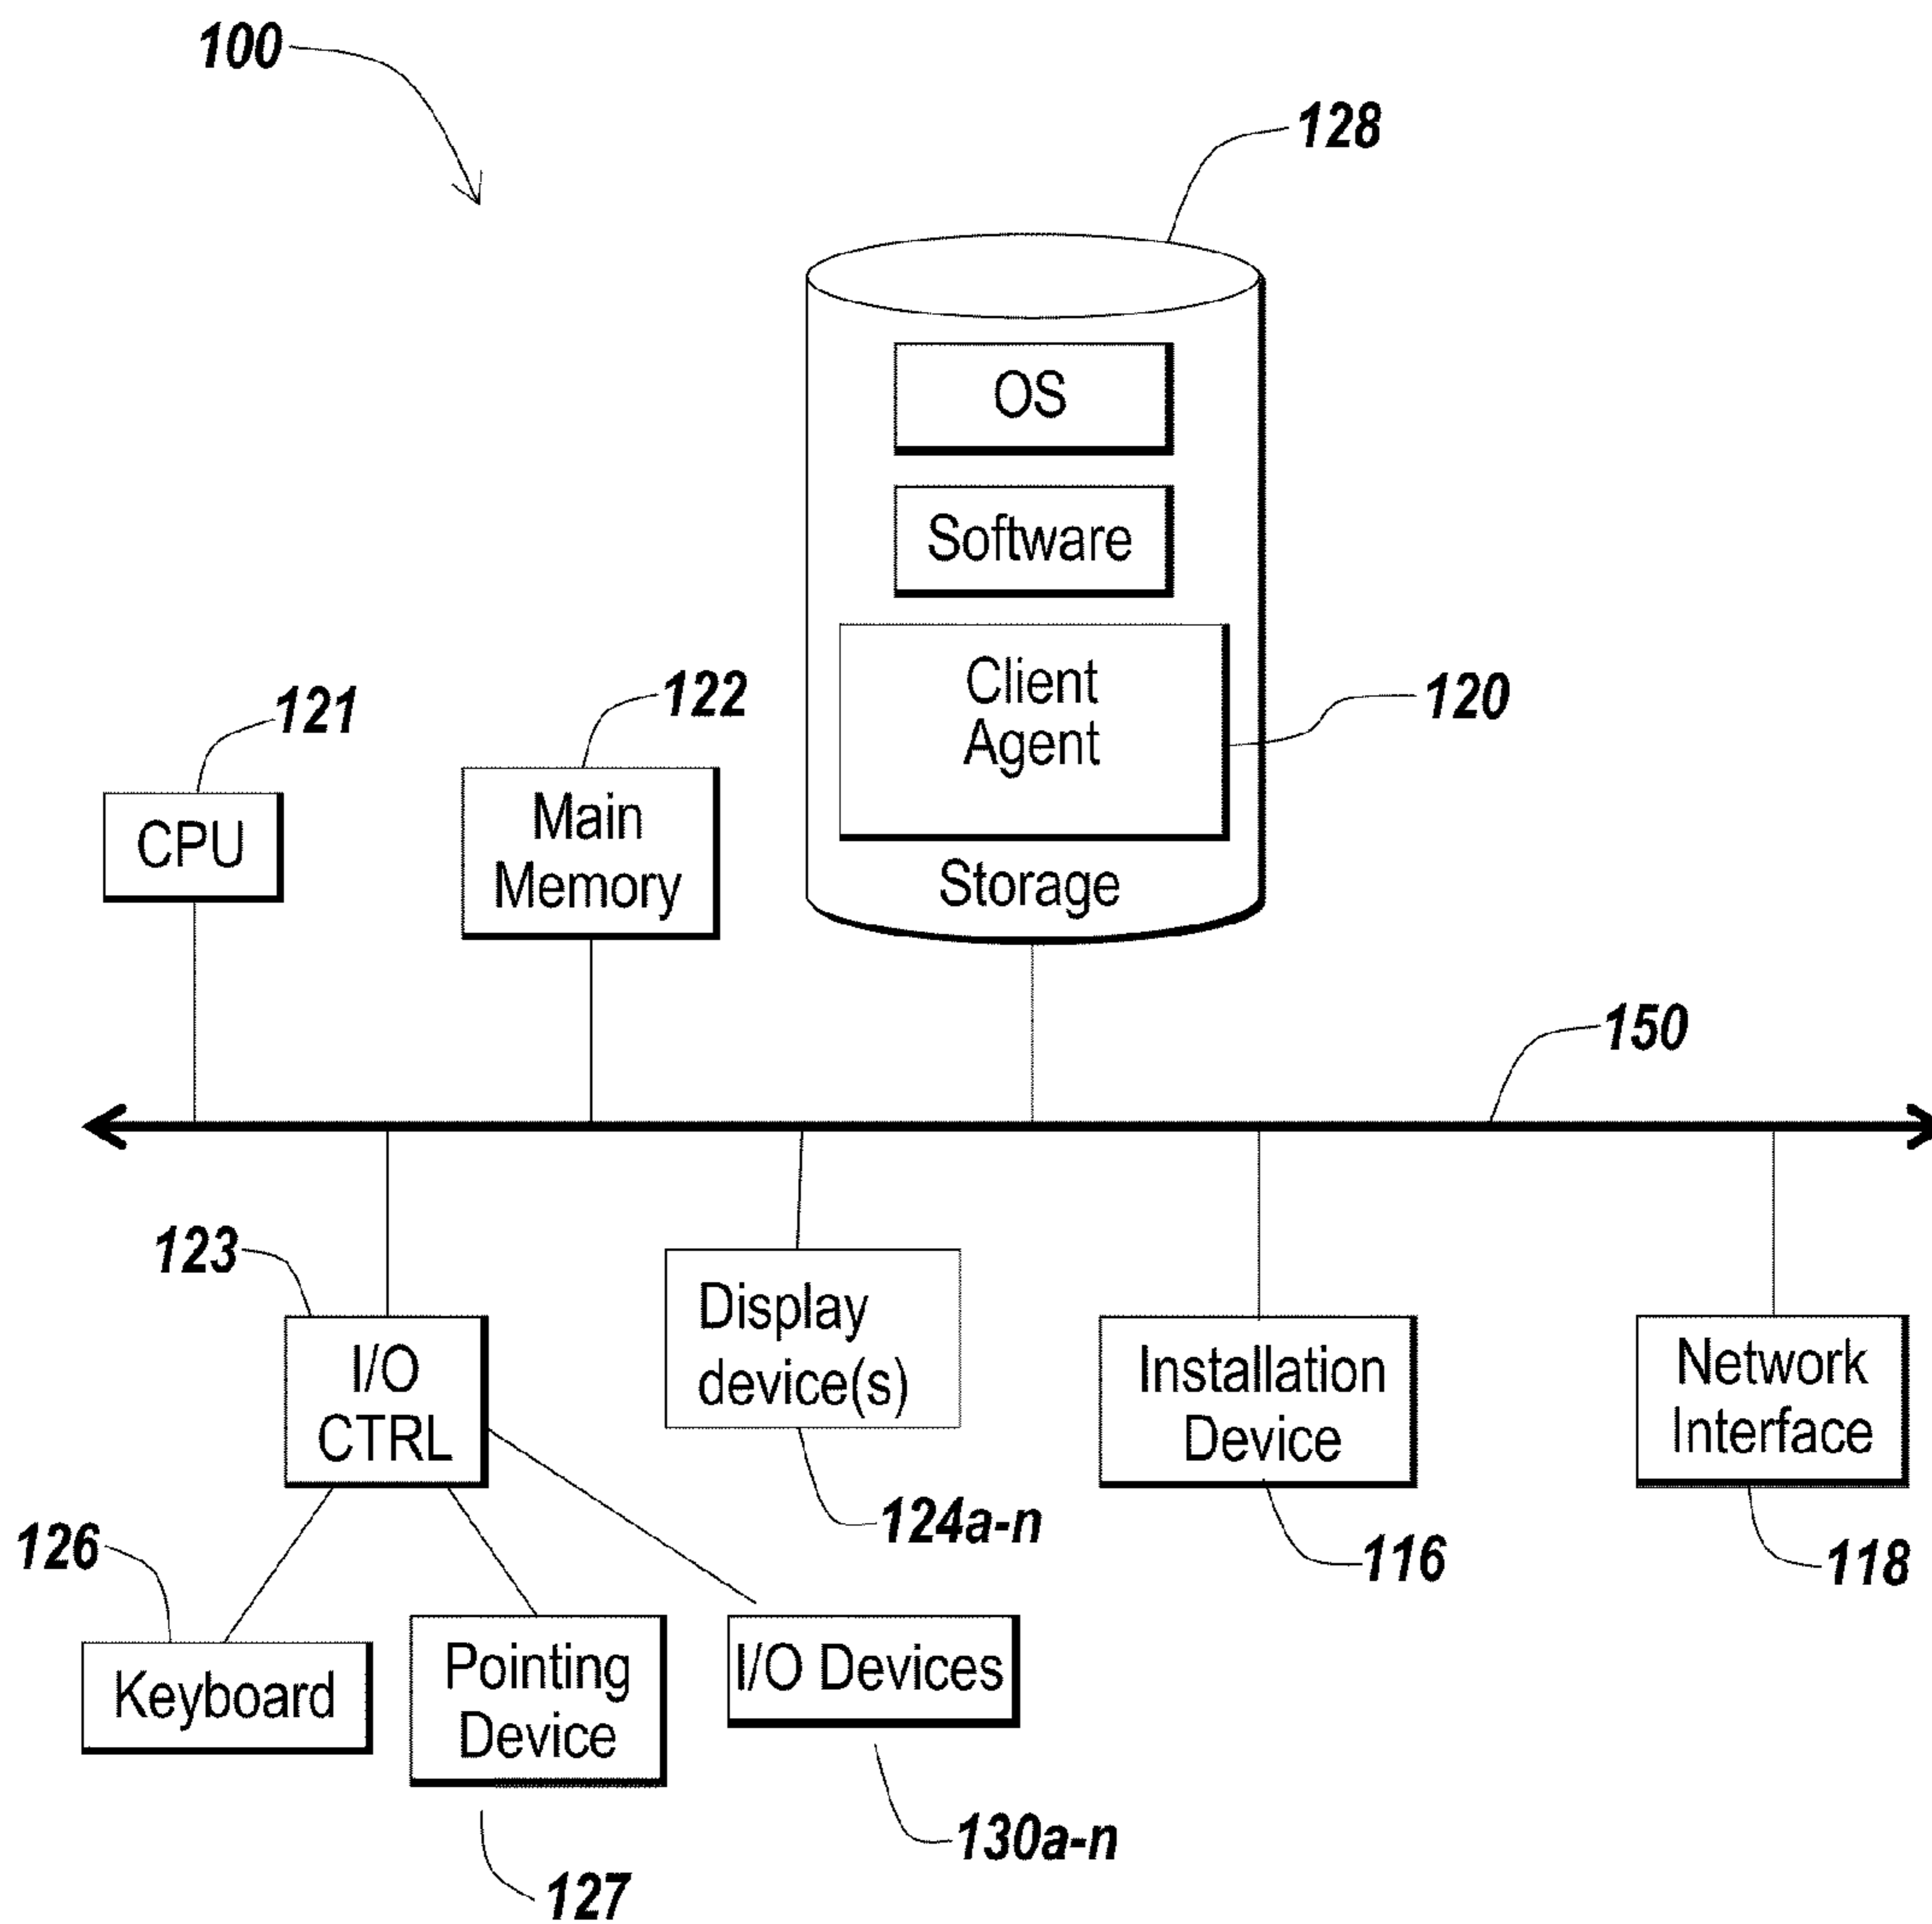 100
128
OS
Software
Client
Agent
120
Storage
121
CPU
122
Main
Memory
150
123
I/O
CTRL
Display
device(s)
124a-n
Installation
Device
116
Network
Interface
118
126
Keyboard
Pointing
Device
127
I/O Devices
130a-n